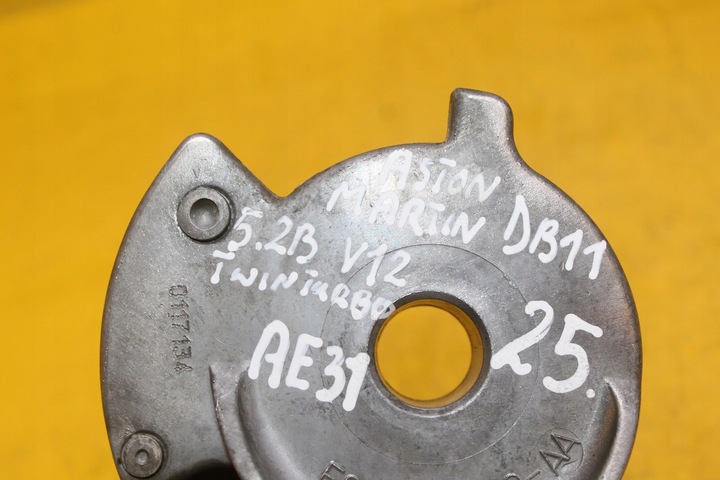 ASTON
MARTIN DB11
5.2B V12
TWINTURBO
AE31
25.